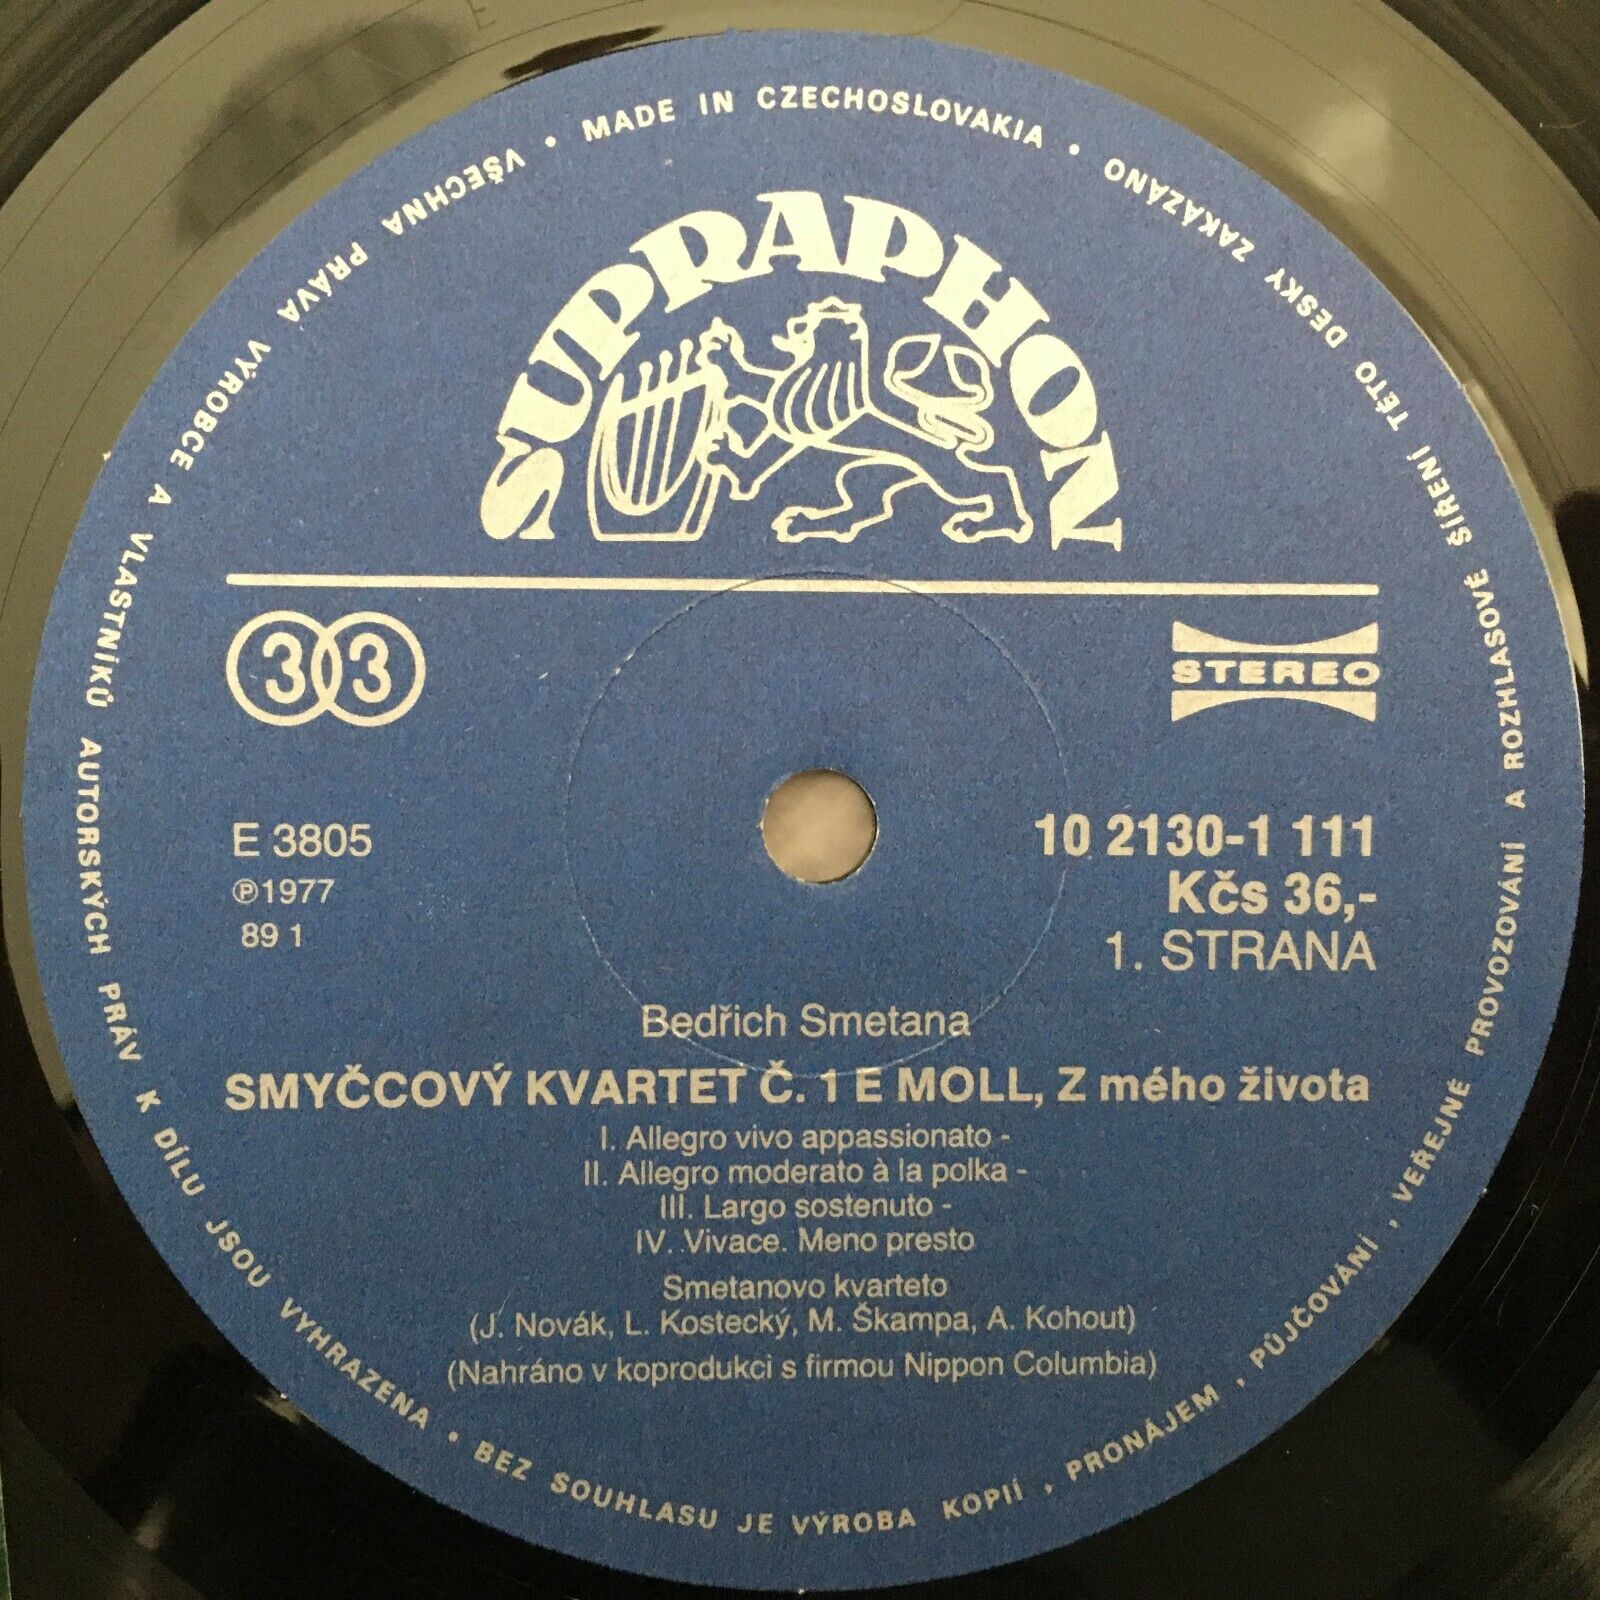 MADE IN CZECHOSLOVAKIA • VŠECHNA PRÁVA VÝROBCE A VLASTNÍKŮ AUTORSKÝCH PRÁV K DÍLU JSOU VYHRAZENA • BEZ SOUHLASU JE VÝROBA KOPIÍ, PRONÁJEM, PŮJČOVÁNÍ, VEŘEJNÉ PROVOZOVÁNÍ A ROZHLASOVÉ ŠÍŘENÍ TÉTO DESKY ZAKÁZÁNO •
SUPRAPHON
33
STEREO
E 3805
℗1977
89 1
10 2130-1 111
Kčs 36,-
1. STRANA
Bedřich Smetana
SMYČCOVÝ KVARTET Č. 1 E MOLL, Z mého života
I. Allegro vivo appassionato -
II. Allegro moderato à la polka -
III. Largo sostenuto -
IV. Vivace. Meno presto
Smetanovo kvarteto
(J. Novák, L. Kostecký, M. Škampa, A. Kohout)
(Nahráno v koprodukci s firmou Nippon Columbia)